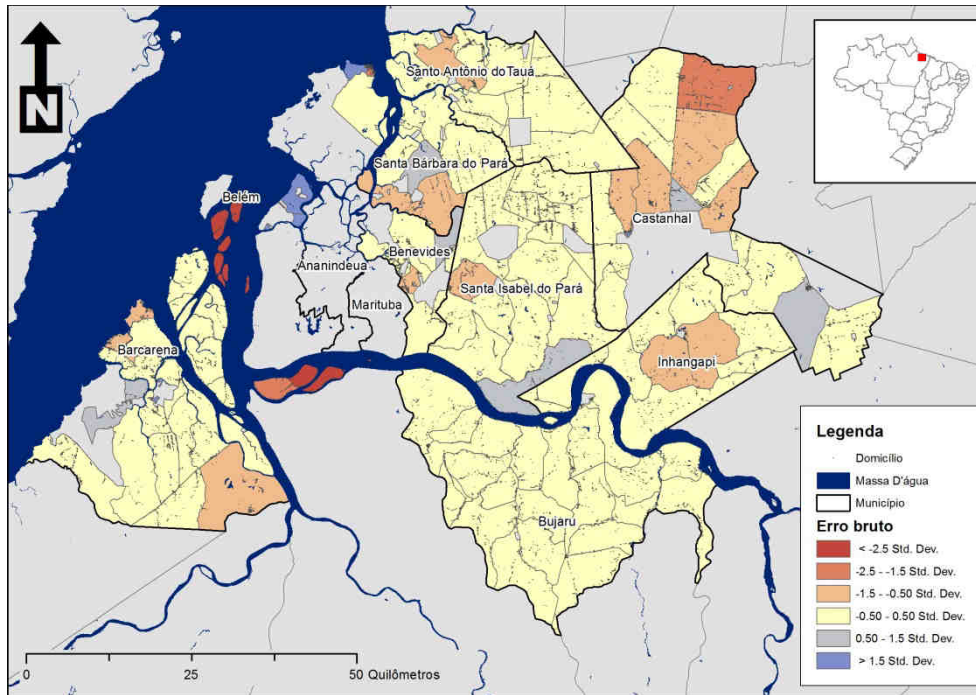 N
Santo Antônio do Tauá
Santa Bárbara do Pará
Belém
Castanhal
Benevides
Ananindeua
Santa Isabel do Pará
Marituba
Barcarena
Inhangapi
Bujaru
Legenda
Domicílio
Massa D'água
Município
Erro bruto
< -2.5 Std. Dev.
-2.5 - -1.5 Std. Dev.
-1.5 - -0.50 Std. Dev.
-0.50 - 0.50 Std. Dev.
0.50 - 1.5 Std. Dev.
> 1.5 Std. Dev.
0 25 50 Quilômetros